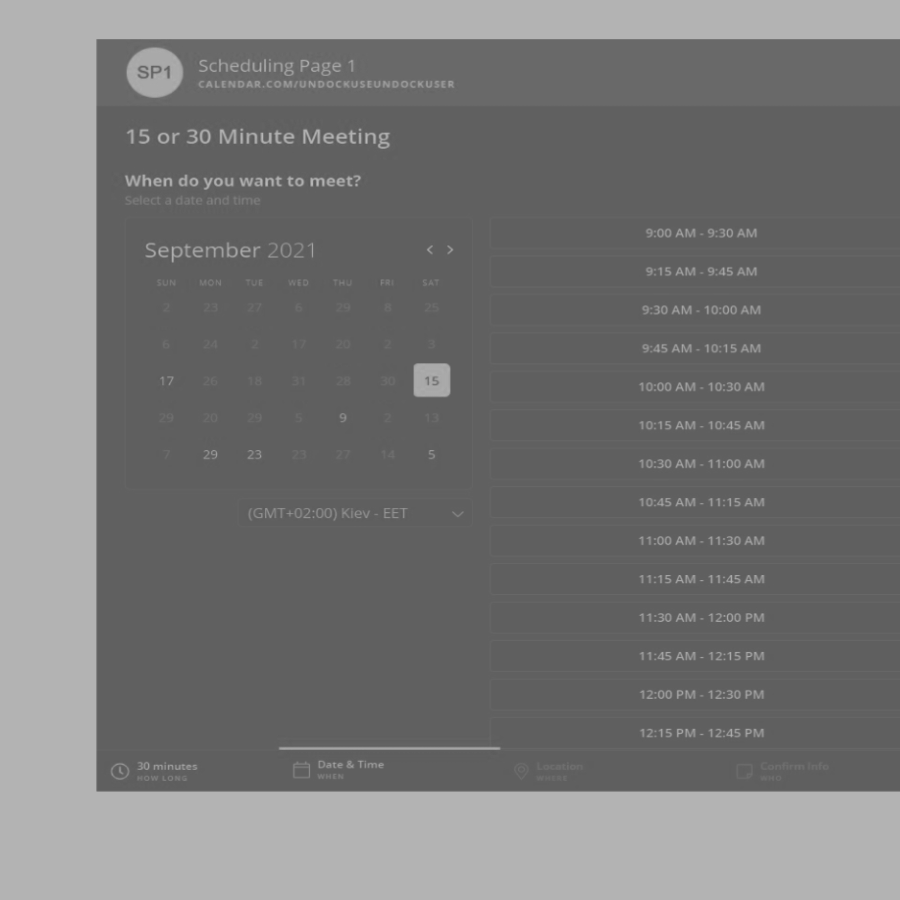 SP1
Scheduling Page 1
CALENDAR.COM/UNDOCKUSEUNDOCKUSER
15 or 30 Minute Meeting
When do you want to meet?
Select a date and time
September 2021
SUN MON TUE WED THU FRI SAT
2 23 27 6 29 8 25
6 24 2 17 20 2 3
17 26 18 31 28 30 15
29 20 29 5 9 2 13
7 29 23 23 27 14 5
(GMT+02:00) Kiev - EET
9:00 AM - 9:30 AM
9:15 AM - 9:45 AM
9:30 AM - 10:00 AM
9:45 AM - 10:15 AM
10:00 AM - 10:30 AM
10:15 AM - 10:45 AM
10:30 AM - 11:00 AM
10:45 AM - 11:15 AM
11:00 AM - 11:30 AM
11:15 AM - 11:45 AM
11:30 AM - 12:00 PM
11:45 AM - 12:15 PM
12:00 PM - 12:30 PM
12:15 PM - 12:45 PM
30 minutes
HOW LONG
Date & Time
WHEN
Location
WHERE
Confirm Info
WHO